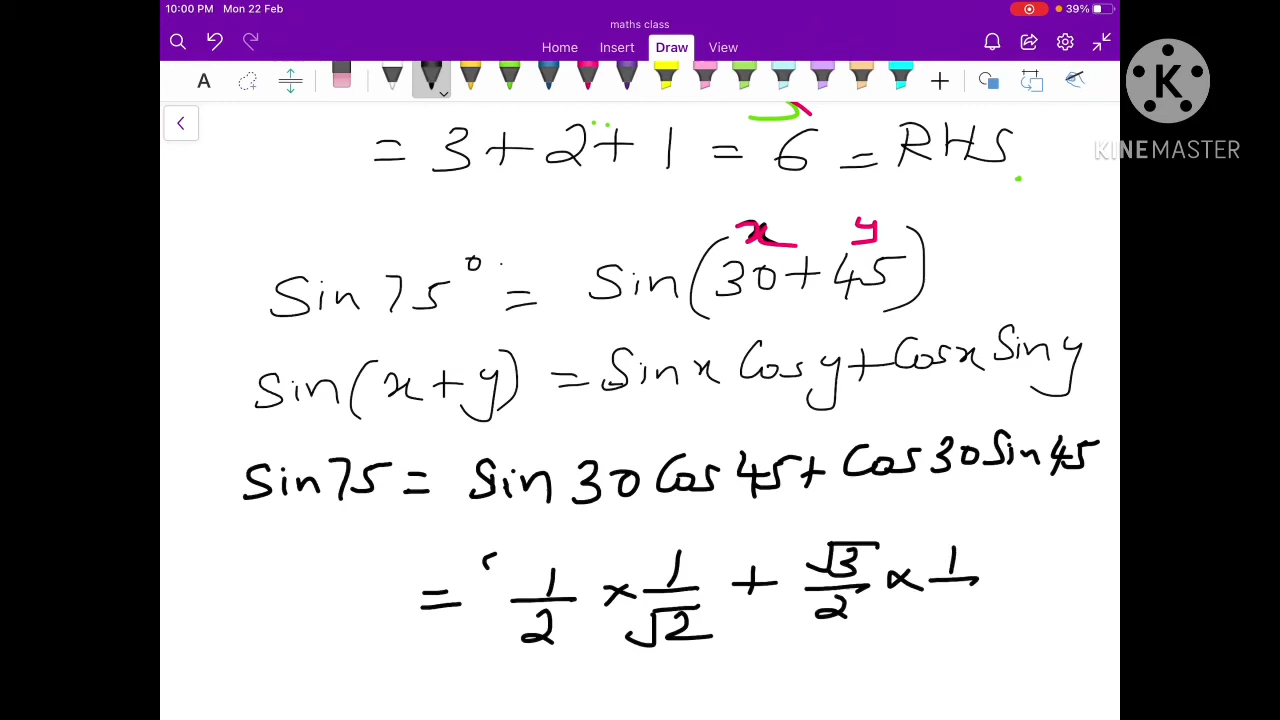 10:00 PM Mon 22 Feb
39%
maths class
Home Insert Draw View
A
K
KINEMASTER
= 3 + 2 + 1 = 6 = RHS.
x y
Sin 75° = Sin(30 + 45)
Sin(x + y) = Sin x Cos y + Cos x Sin y
Sin 75 = Sin 30 Cos 45 + Cos 30 Sin 45
= 1/2 × 1/√2 + √3/2 × 1/